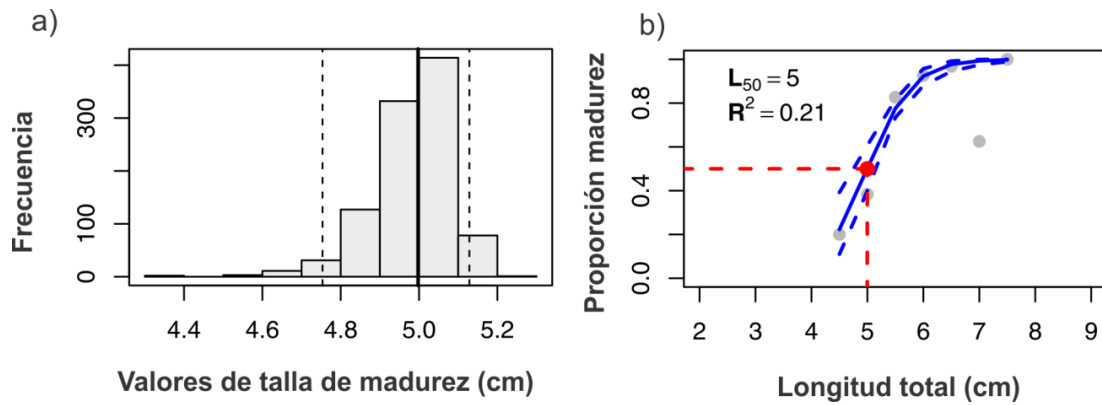 a)
Frecuencia
300
100
0
4.4 4.6 4.8 5.0 5.2
Valores de talla de madurez (cm)
b)
Proporción madurez
L50 = 5
R2 = 0.21
0.8
0.4
0.0
2 3 4 5 6 7 8 9
Longitud total (cm)